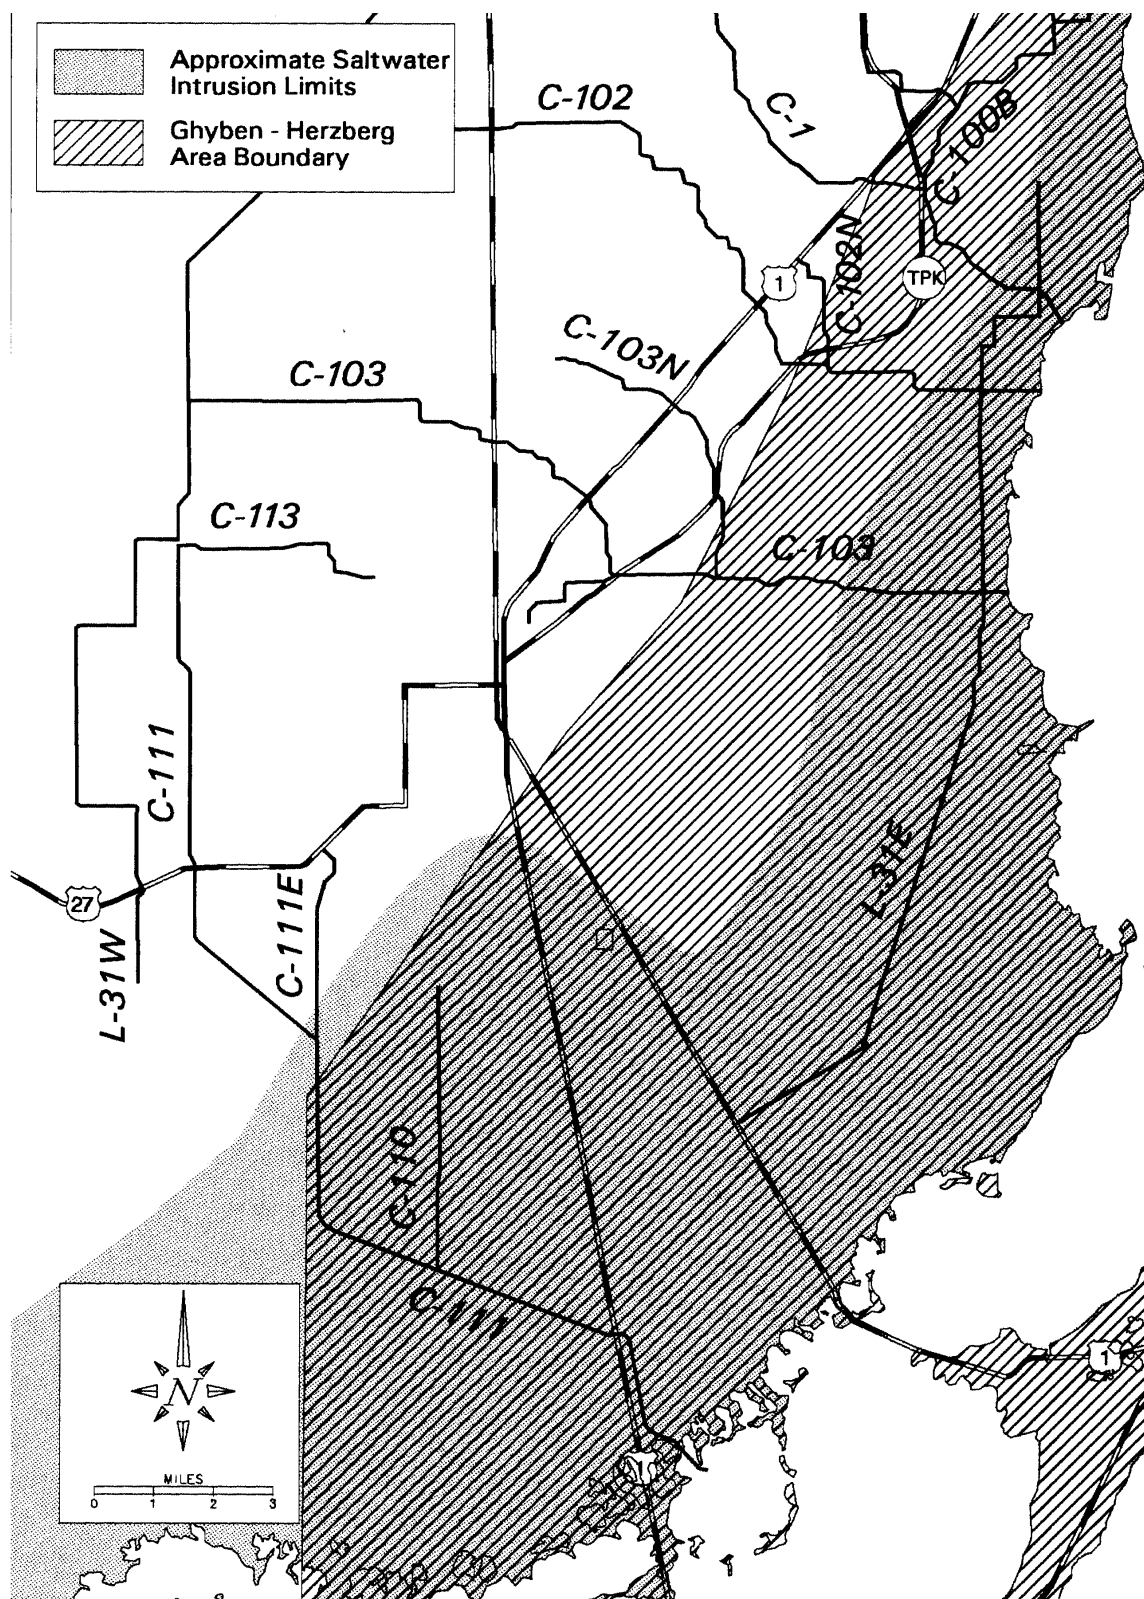 Approximate Saltwater
Intrusion Limits
Ghyben - Herzberg
Area Boundary
C-102
C-1
C-100B
C-102N
1
TPK
C-103N
C-103
C-113
C-103
C-111
L-31E
27
C-111E
L-31W
C-110
C-111
1
N
MILES
0 1 2 3
1